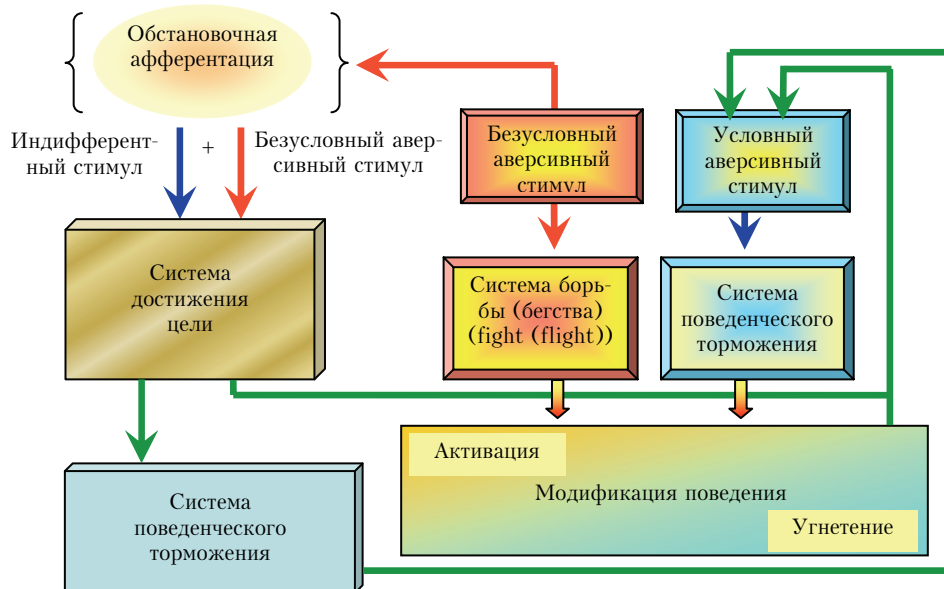 Обстановочная
афферентация
Индифферент-
ный стимул
+
Безусловный авер-
сивный стимул
Безусловный
аверсивный
стимул
Условный
аверсивный
стимул
Система
достижения
цели
Система борь-
бы (бегства)
(fight (flight))
Система
поведенческого
торможения
Активация
Модификация поведения
Угнетение
Система
поведенческого
торможения